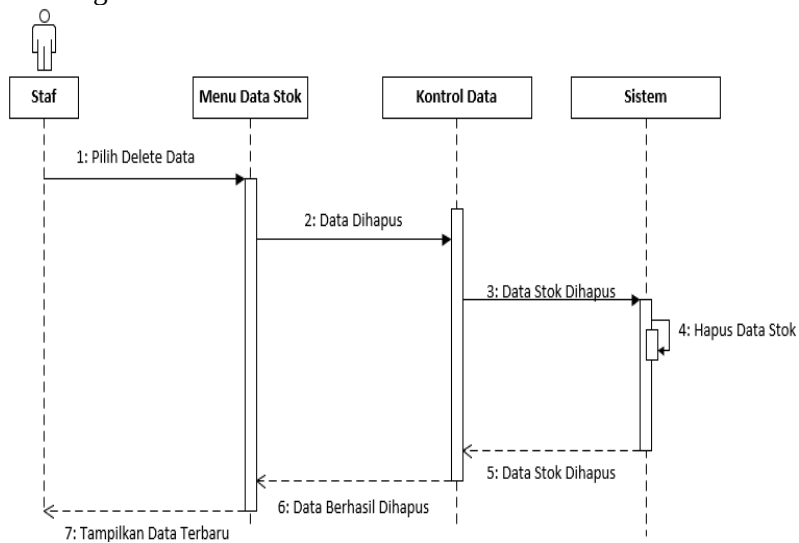 Staf
Menu Data Stok
Kontrol Data
Sistem
1: Pilih Delete Data
2: Data Dihapus
3: Data Stok Dihapus
4: Hapus Data Stok
5: Data Stok Dihapus
6: Data Berhasil Dihapus
7: Tampilkan Data Terbaru